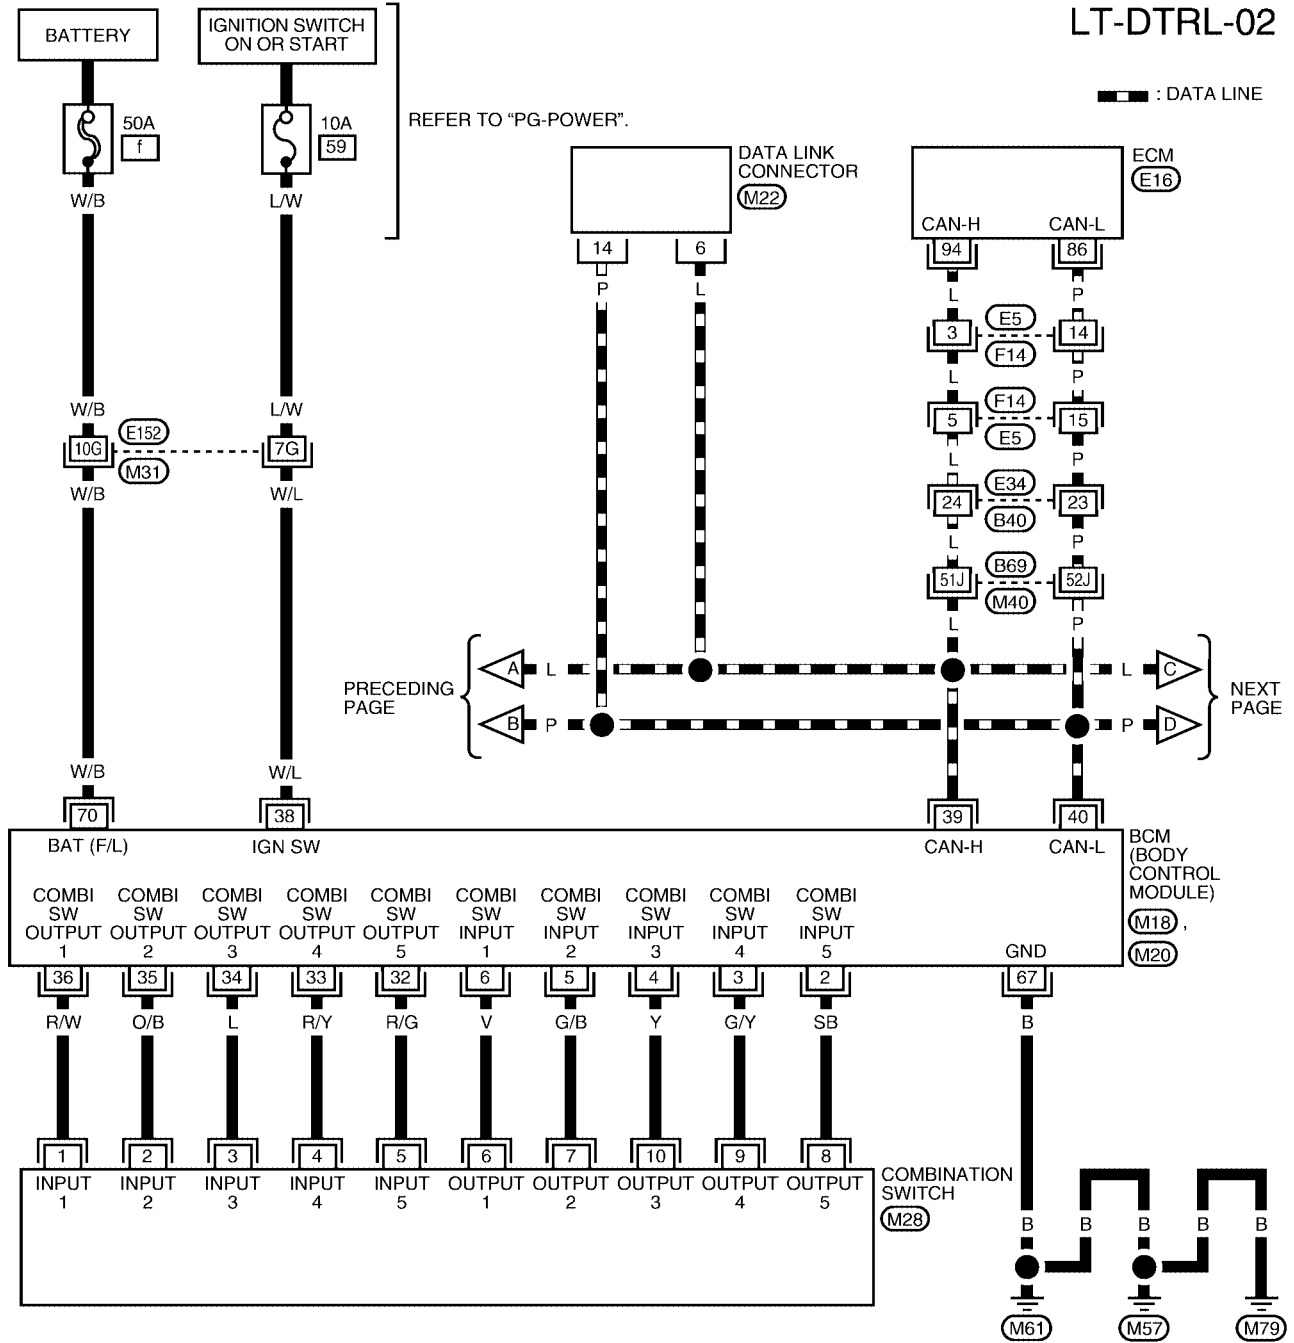 LT-DTRL-02
BATTERY
IGNITION SWITCH
ON OR START
: DATA LINE
50A
f
10A
59
REFER TO “PG-POWER”.
DATA LINK
CONNECTOR
M22
ECM
E16
CAN-H
CAN-L
W/B
L/W
14
6
94
86
P
L
L
P
3
E5
F14
14
L
P
W/B
L/W
5
F14
E5
15
10G
E152
M31
7G
L
P
W/B
W/L
24
E34
B40
23
L
P
51J
B69
M40
52J
L
P
PRECEDING
PAGE
A
L
L
C
B
P
P
D
NEXT
PAGE
W/B
W/L
70
38
39
40
BAT (F/L)
IGN SW
CAN-H
CAN-L
BCM
(BODY
CONTROL
MODULE)
M18 ,
M20
COMBI COMBI COMBI COMBI COMBI COMBI COMBI COMBI COMBI COMBI
SW SW SW SW SW SW SW SW SW SW
OUTPUT OUTPUT OUTPUT OUTPUT OUTPUT INPUT INPUT INPUT INPUT INPUT
1 2 3 4 5 1 2 3 4 5
GND
36 35 34 33 32 6 5 4 3 2 67
R/W O/B L R/Y R/G V G/B Y G/Y SB B
1 2 3 4 5 6 7 10 9 8
INPUT INPUT INPUT INPUT INPUT OUTPUT OUTPUT OUTPUT OUTPUT OUTPUT
1 2 3 4 5 1 2 3 4 5
COMBINATION
SWITCH
M28
B B B B B
M61 M57 M79